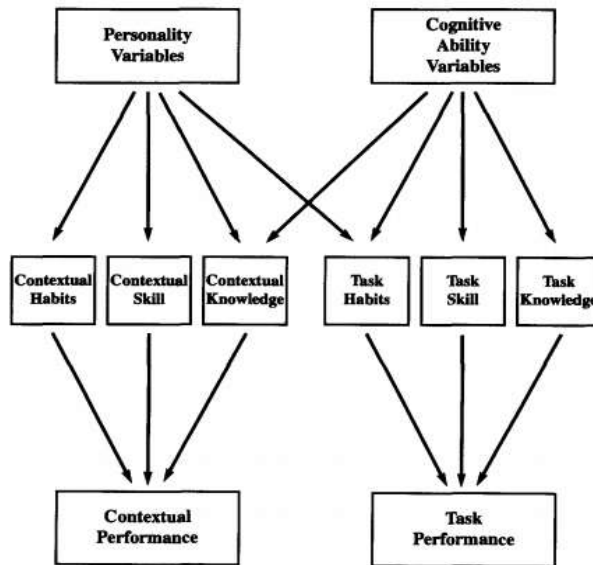 Personality
Variables
Cognitive
Ability
Variables
Contextual
Habits
Contextual
Skill
Contextual
Knowledge
Task
Habits
Task
Skill
Task
Knowledge
Contextual
Performance
Task
Performance